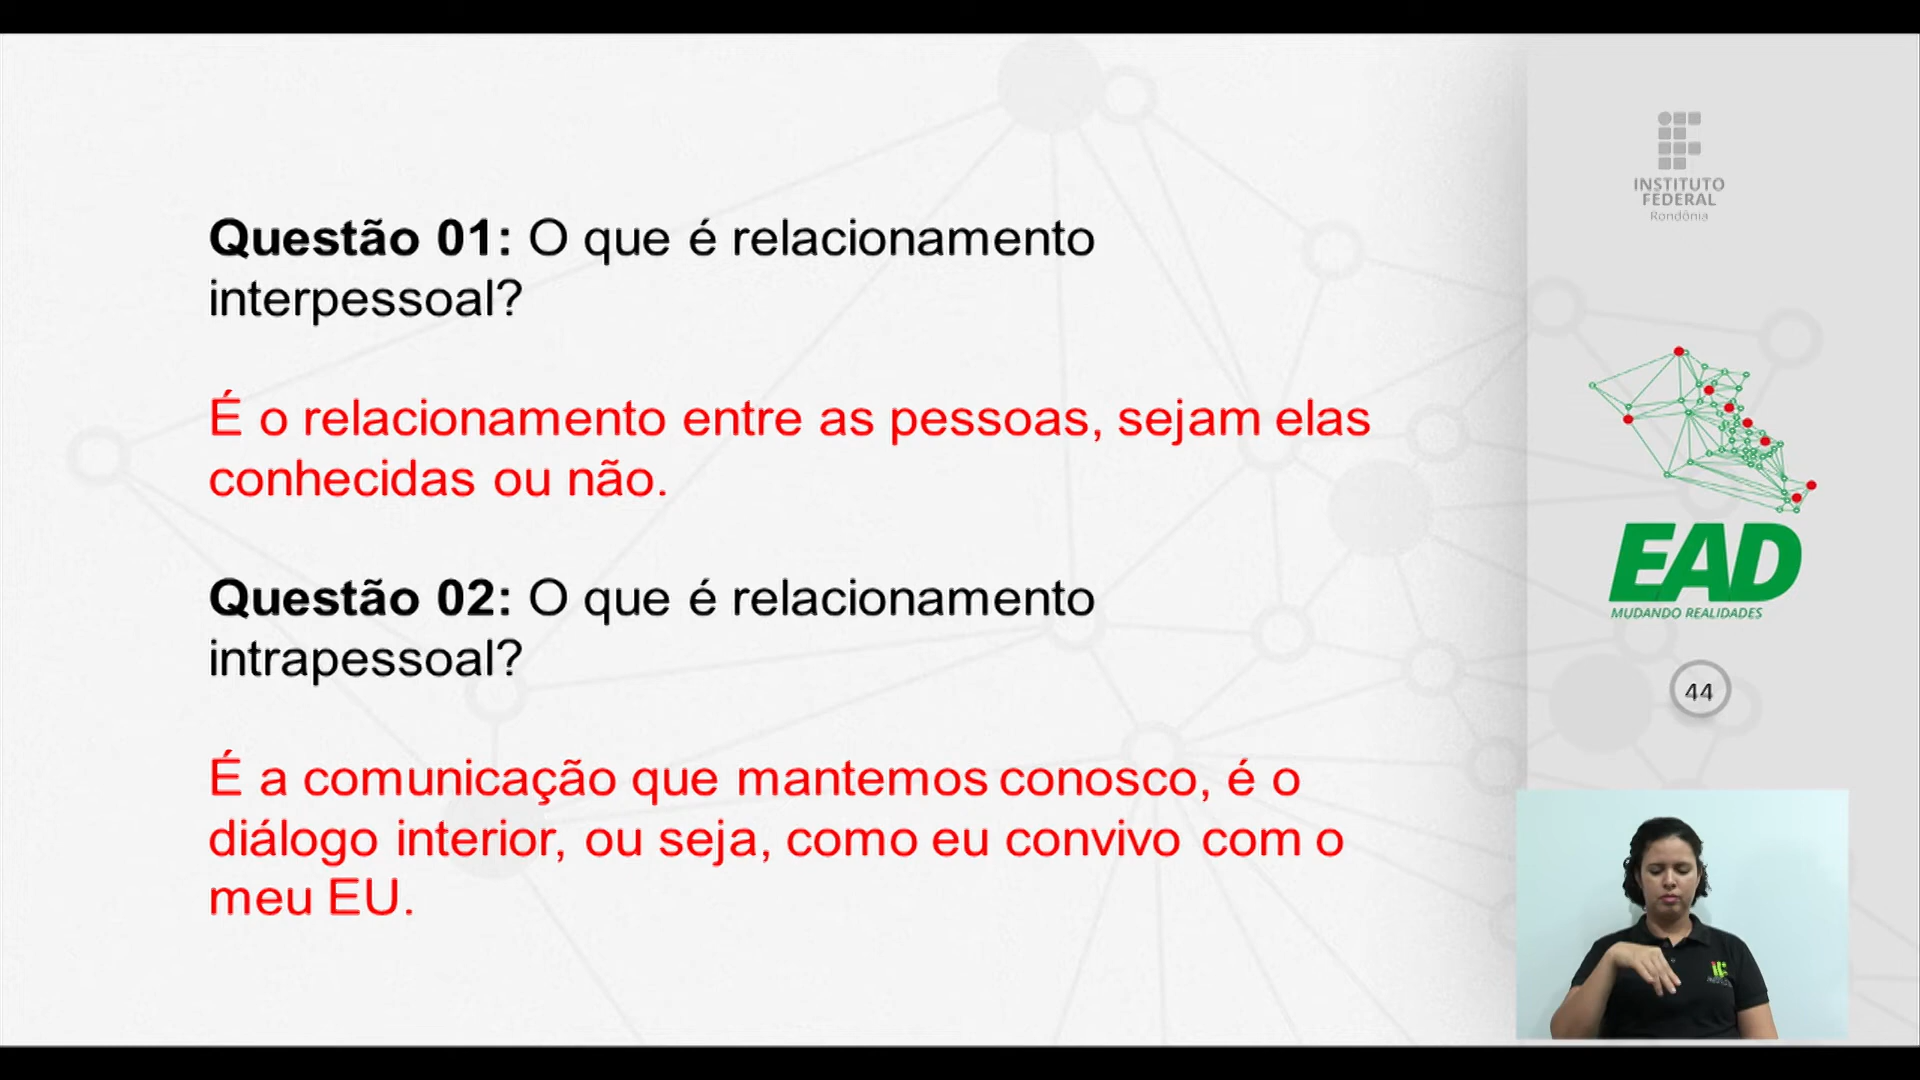 Questão 01: O que é relacionamento
interpessoal?
É o relacionamento entre as pessoas, sejam elas
conhecidas ou não.
Questão 02: O que é relacionamento
intrapessoal?
É a comunicação que mantemos conosco, é o
diálogo interior, ou seja, como eu convivo com o
meu EU.
INSTITUTO
FEDERAL
Rondônia
EAD
MUDANDO REALIDADES
44